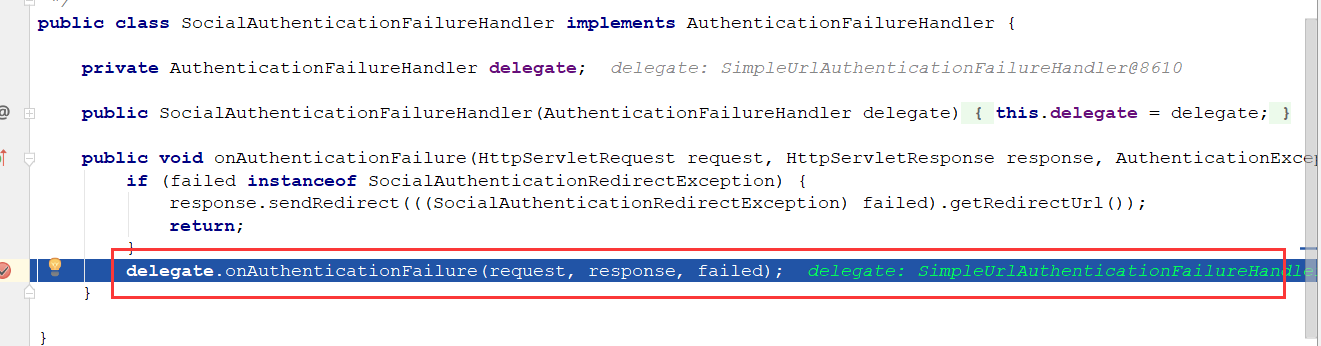 */
public class SocialAuthenticationFailureHandler implements AuthenticationFailureHandler {
private AuthenticationFailureHandler delegate; delegate: SimpleUrlAuthenticationFailureHandler@8610
@ public SocialAuthenticationFailureHandler(AuthenticationFailureHandler delegate) { this.delegate = delegate; }
public void onAuthenticationFailure(HttpServletRequest request, HttpServletResponse response, AuthenticationExcep
if (failed instanceof SocialAuthenticationRedirectException) {
response.sendRedirect(((SocialAuthenticationRedirectException) failed).getRedirectUrl());
return;
}
delegate.onAuthenticationFailure(request, response, failed); delegate: SimpleUrlAuthenticationFailureHandle
}
}